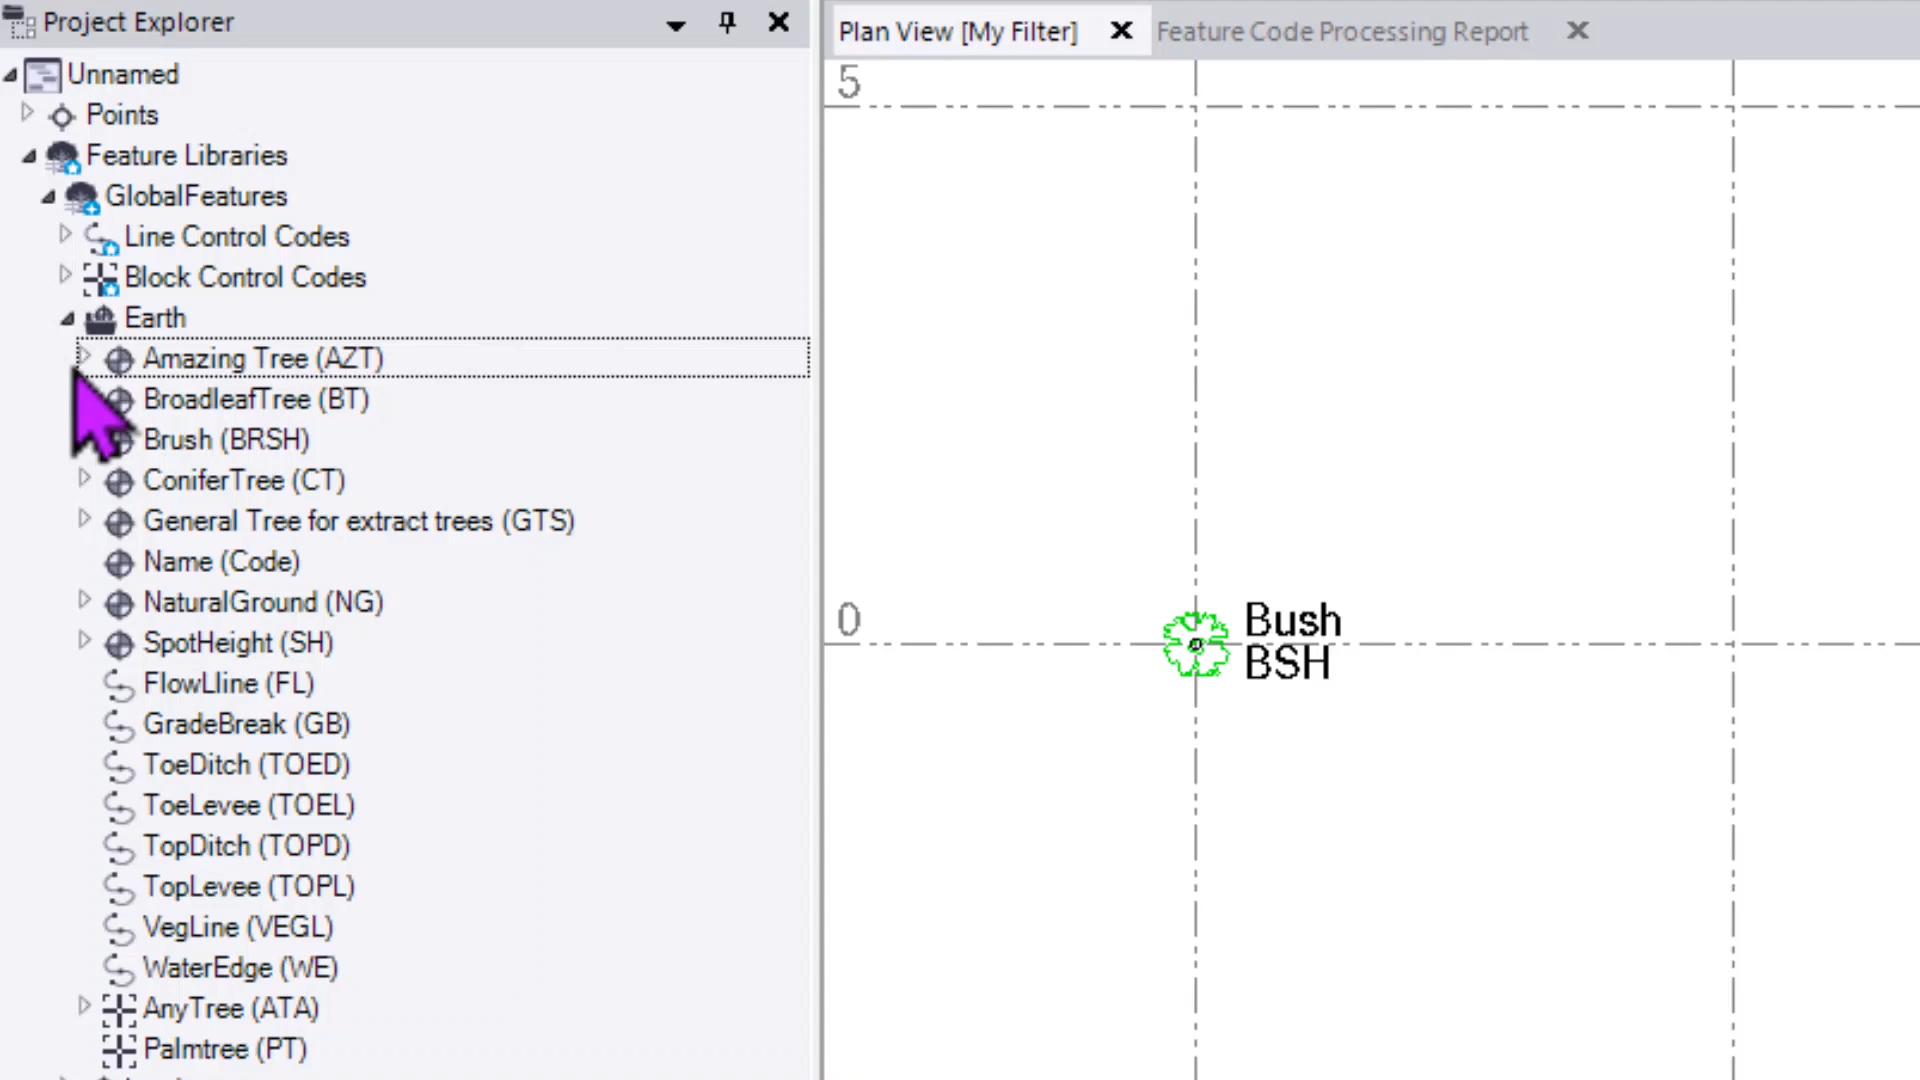 Project Explorer
Unnamed
Points
Feature Libraries
GlobalFeatures
Line Control Codes
Block Control Codes
Earth
Amazing Tree (AZT)
BroadleafTree (BT)
Brush (BRSH)
ConiferTree (CT)
General Tree for extract trees (GTS)
Name (Code)
NaturalGround (NG)
SpotHeight (SH)
FlowLline (FL)
GradeBreak (GB)
ToeDitch (TOED)
ToeLevee (TOEL)
TopDitch (TOPD)
TopLevee (TOPL)
VegLine (VEGL)
WaterEdge (WE)
AnyTree (ATA)
Palmtree (PT)
Plan View [My Filter]
Feature Code Processing Report
5
0
Bush
BSH